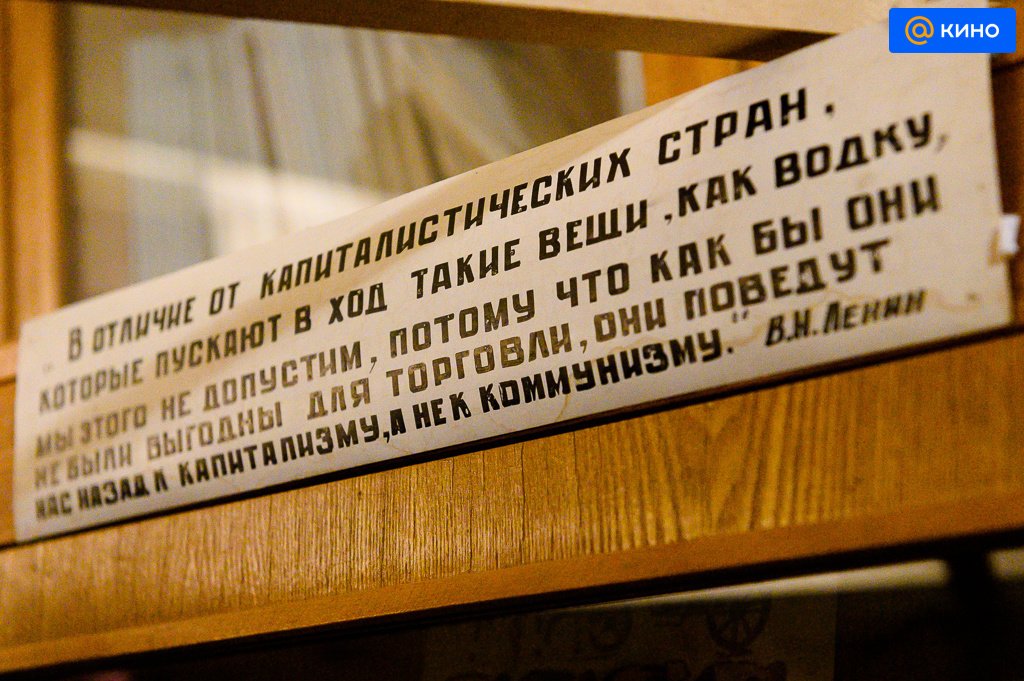 @ КИНО
"В ОТЛИЧИЕ ОТ КАПИТАЛИСТИЧЕСКИХ СТРАН,
КОТОРЫЕ ПУСКАЮТ В ХОД ТАКИЕ ВЕЩИ, КАК ВОДКУ,
МЫ ЭТОГО НЕ ДОПУСТИМ, ПОТОМУ ЧТО КАК БЫ ОНИ
НЕ БЫЛИ ВЫГОДНЫ ДЛЯ ТОРГОВЛИ, ОНИ ПОВЕДУТ
НАС НАЗАД К КАПИТАЛИЗМУ, А НЕ К КОММУНИЗМУ." В.И.ЛЕНИН